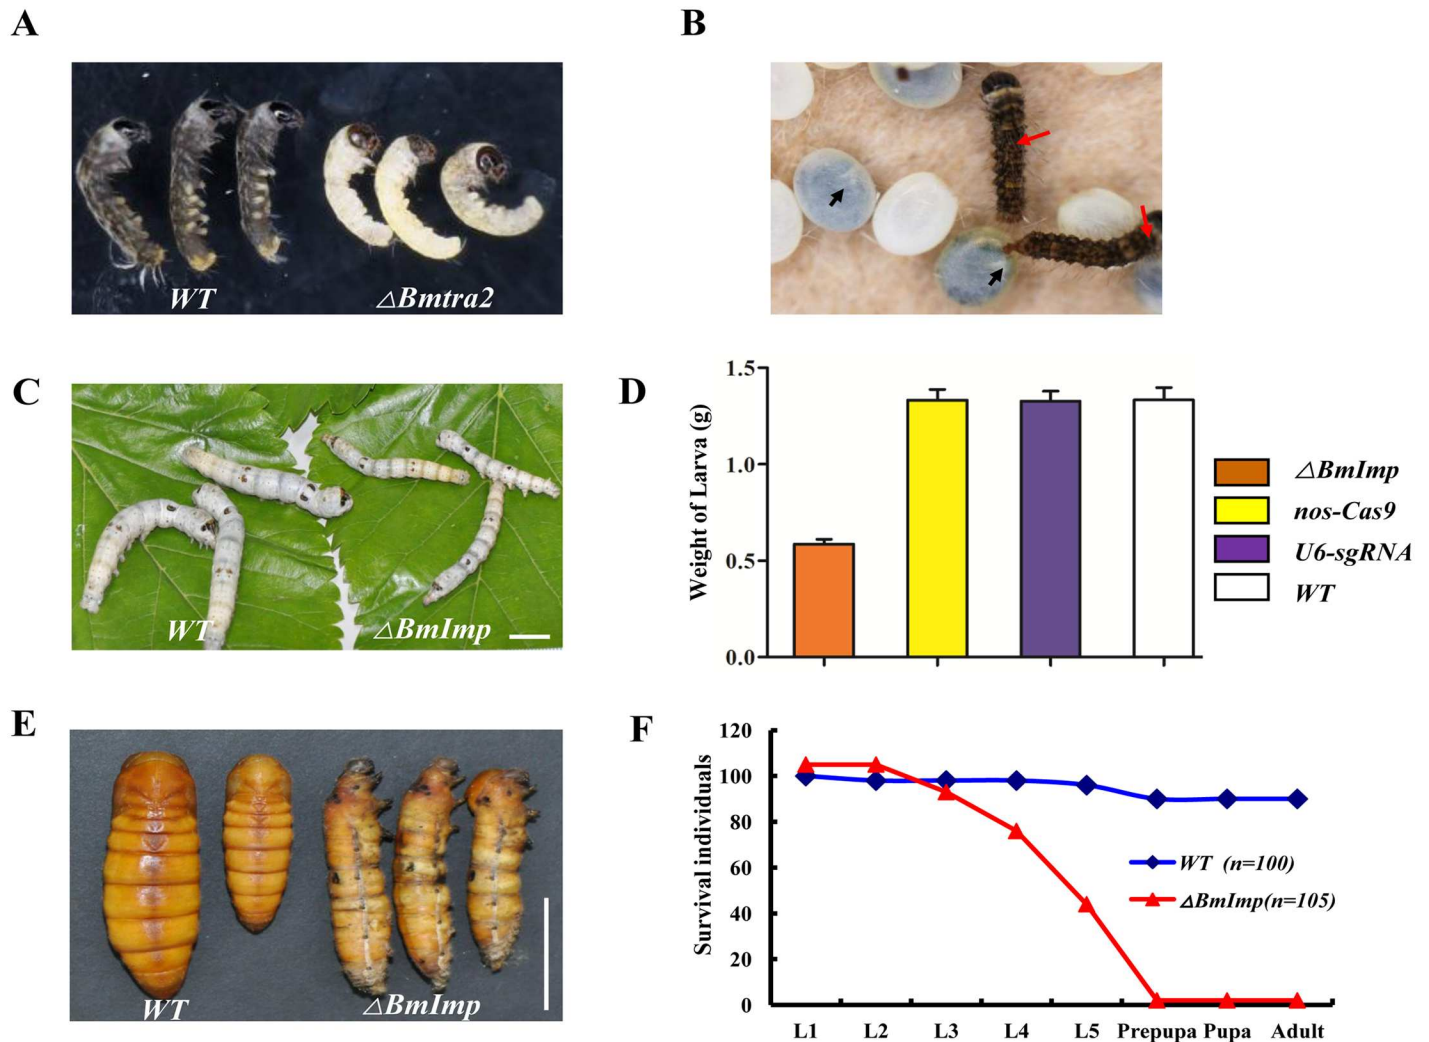 A
B
WT
△Bmtra2
C
WT
△BmImp
D
1.5
1.0
0.5
0.0
Weight of Larva (g)
△BmImp
nos-Cas9
U6-sgRNA
WT
E
WT
△BmImp
F
120
100
80
60
40
20
0
Survival individuals
WT (n=100)
△BmImp(n=105)
L1 L2 L3 L4 L5 Prepupa Pupa Adult